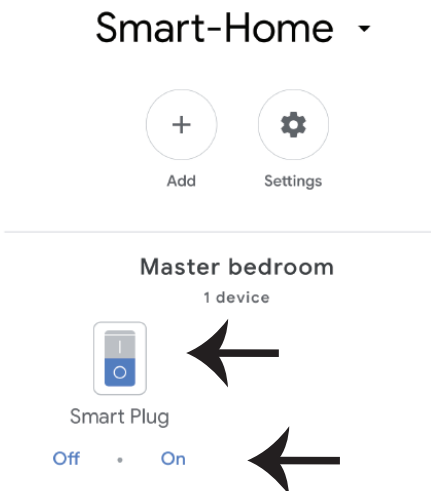 Smart-Home
Add Settings
Master bedroom
1 device
Smart Plug
Off • On